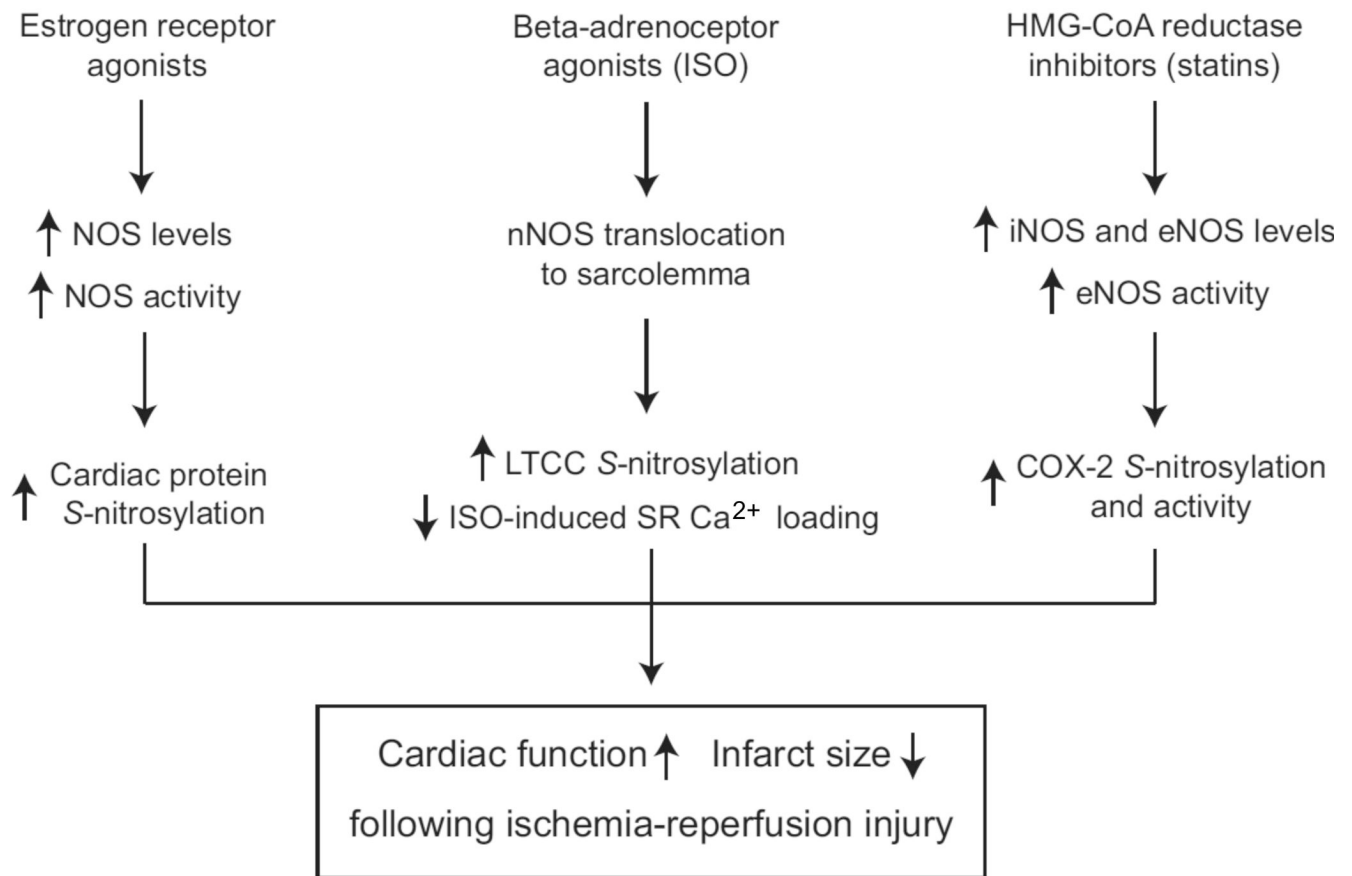 Estrogen receptor
agonists
↑ NOS levels
↑ NOS activity
↑ Cardiac protein
S-nitrosylation
Beta-adrenoceptor
agonists (ISO)
nNOS translocation
to sarcolemma
↑ LTCC S-nitrosylation
↓ ISO-induced SR Ca2+ loading
HMG-CoA reductase
inhibitors (statins)
↑ iNOS and eNOS levels
↑ eNOS activity
↑ COX-2 S-nitrosylation
and activity
Cardiac function ↑ Infarct size ↓
following ischemia-reperfusion injury